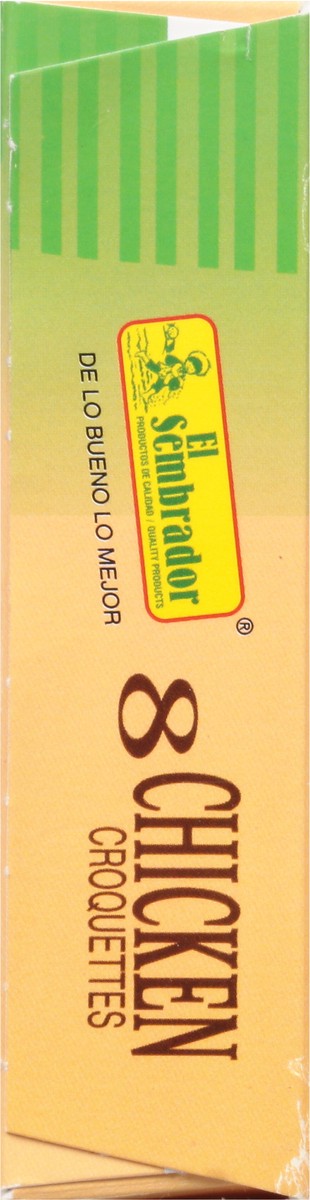 El
Sembrador
PRODUCTOS DE CALIDAD / QUALITY PRODUCTS
®
DE LO BUENO LO MEJOR
8 CHICKEN
CROQUETTES